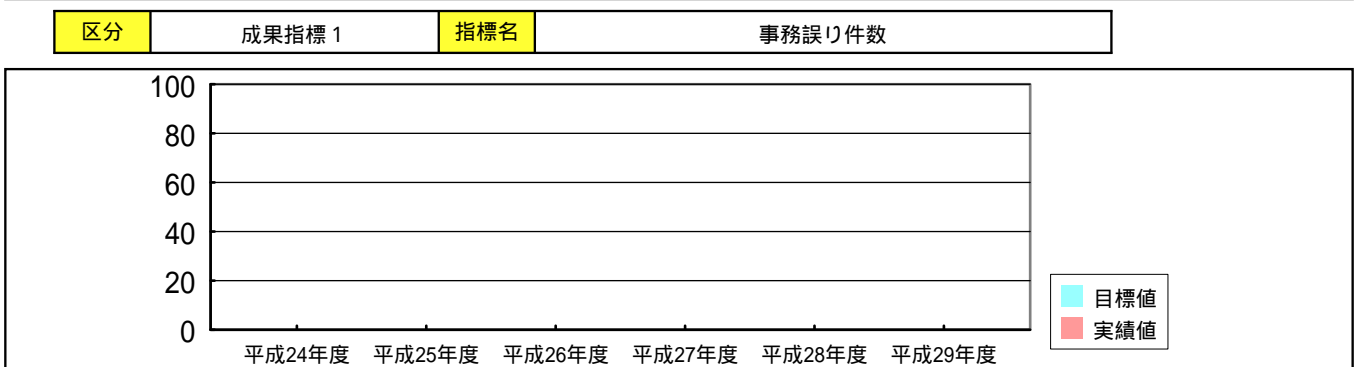 区分 成果指標1 指標名 事務誤り件数
100
80
60
40
20
0
目標値
実績値
平成24年度 平成25年度 平成26年度 平成27年度 平成28年度 平成29年度